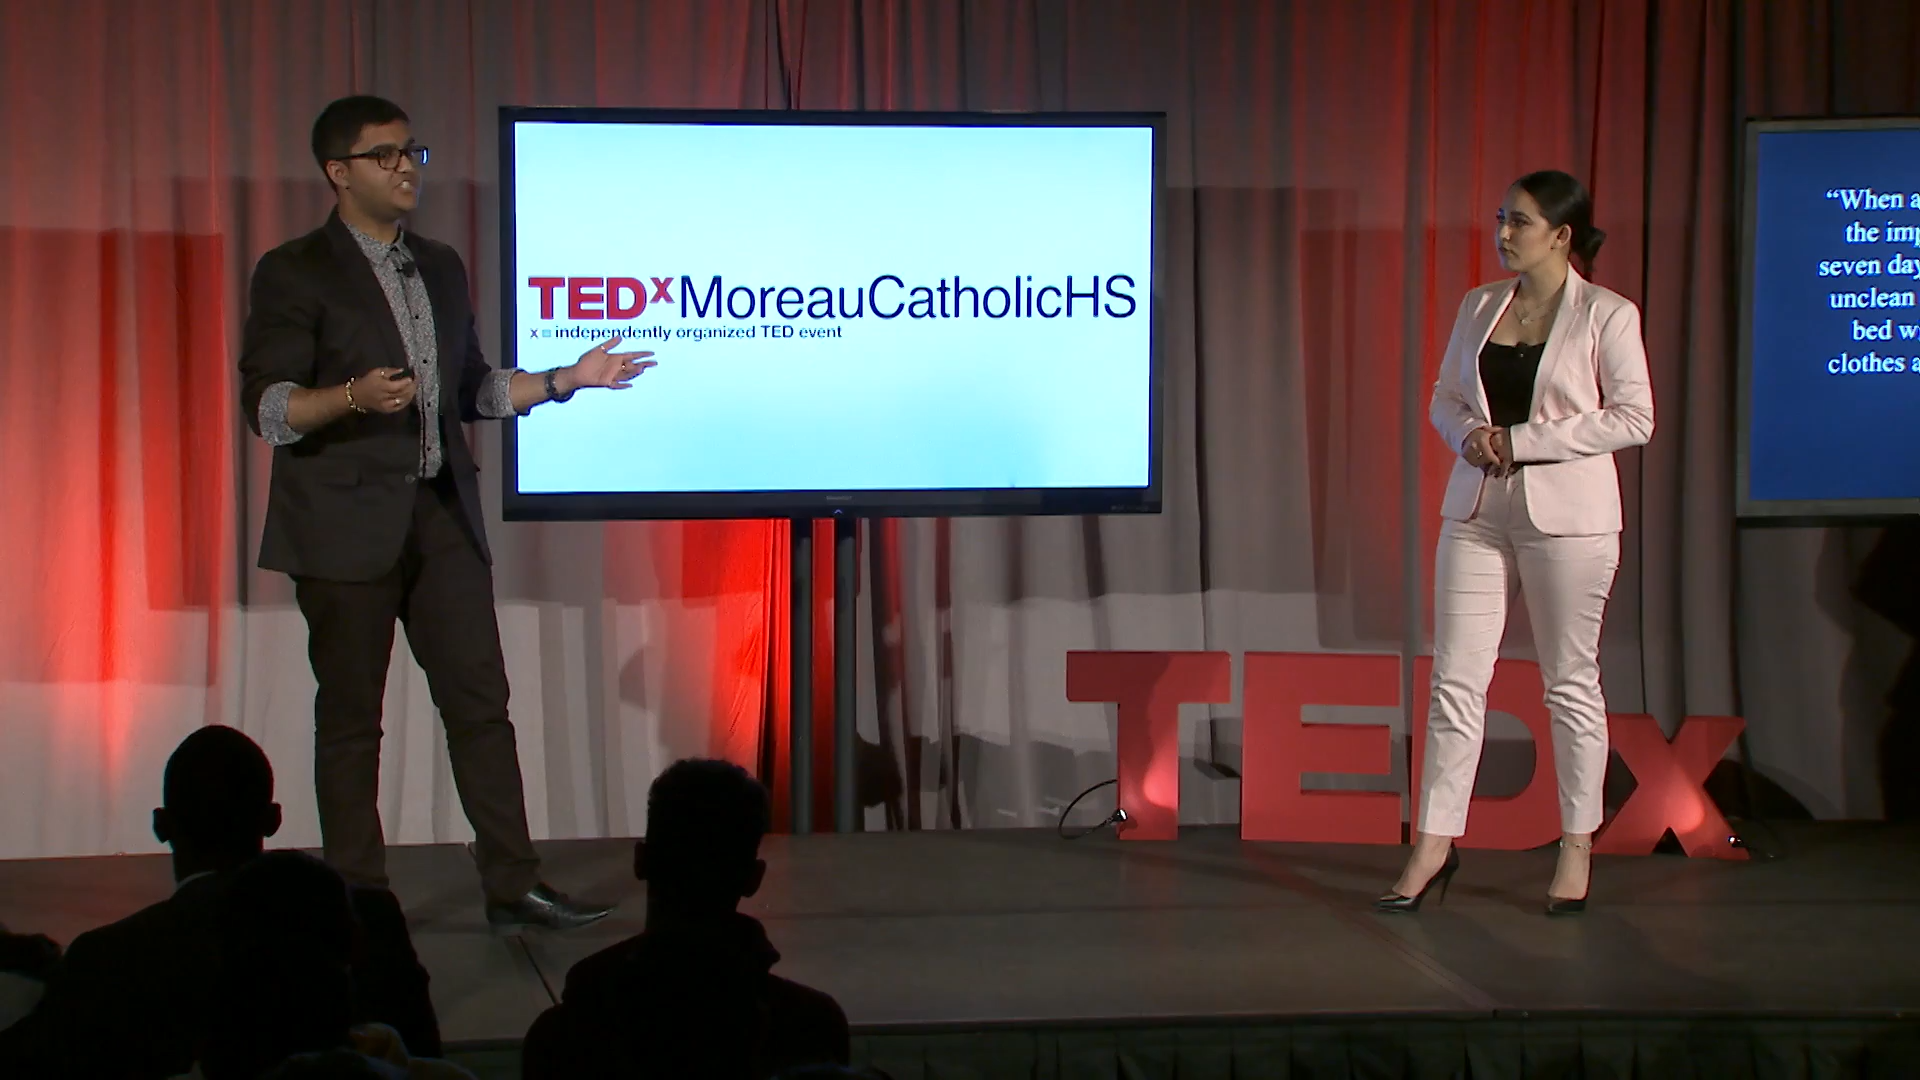 TEDxMoreauCatholicHS
x = independently organized TED event
“When a
the imp
seven day
unclean
bed w
clothes a
TEDx